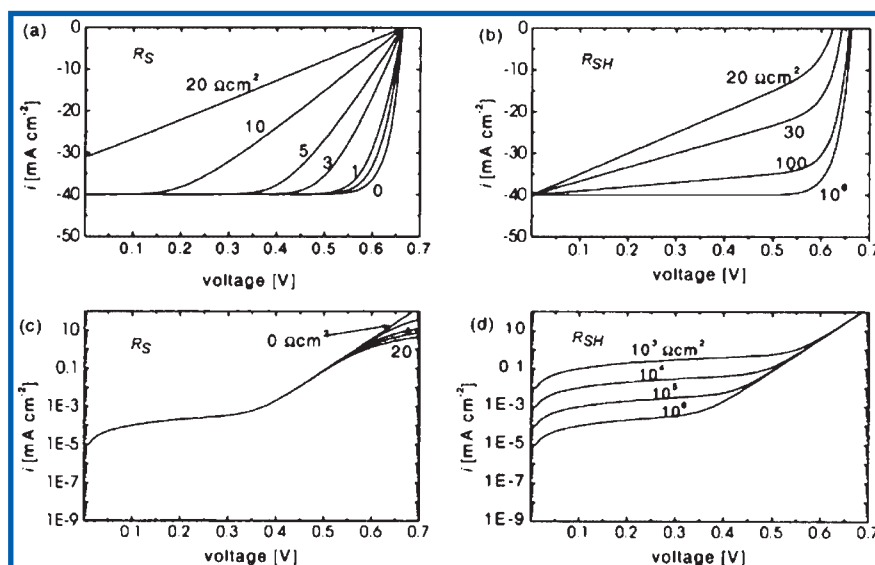 (a)
R_S
20 Ωcm²
10
5
3
1
0
0
-10
-20
-30
-40
-50
i [mA cm⁻²]
0.1 0.2 0.3 0.4 0.5 0.6 0.7
voltage [V]
(b)
R_SH
20 Ωcm²
30
100
10⁶
0
-10
-20
-30
-40
-50
i [mA cm⁻²]
0.1 0.2 0.3 0.4 0.5 0.6 0.7
voltage [V]
(c)
R_S
0 Ωcm²
20
10
0.1
1E-3
1E-5
1E-9
i [mA cm⁻²]
0.1 0.2 0.3 0.4 0.5 0.6 0.7
voltage [V]
(d)
R_SH
10³ Ωcm²
10⁴
10⁵
10⁶
10
0.1
1E-3
1E-5
1E-9
i [mA cm⁻²]
0.1 0.2 0.3 0.4 0.5 0.6 0.7
voltage [V]